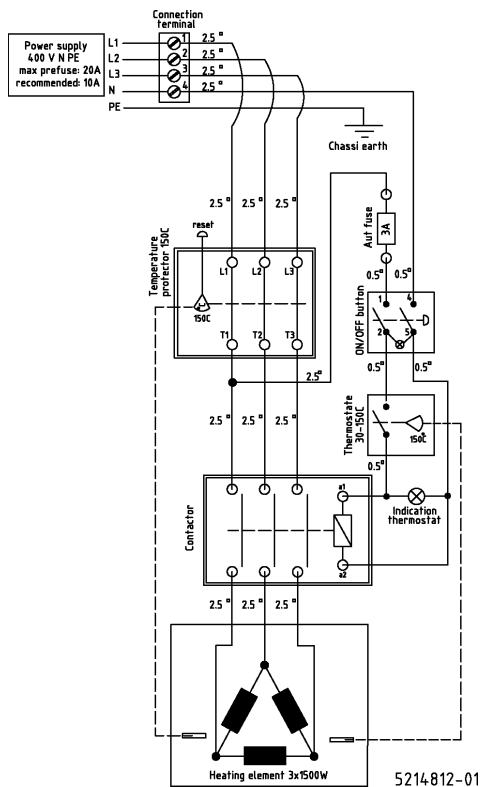 Connection
terminal
Power supply
400 V N PE
max prefuse: 20A
recommended: 10A
L1
1
2.5 □
L2
2
2.5 □
L3
3
2.5 □
N
4
2.5 □
PE
Chassi earth
2.5 □
2.5 □
2.5 □
Temperature
protector 150C
reset
L1
L2
L3
150C
T1
T2
T3
Aut fuse
3A
0.5 □
0.5 □
ON/OFF button
1
4
2
5
0.5 □
0.5 □
2.5 □
2.5 □
2.5 □
2.5 □
Thermostate
30-150C
150C
0.5 □
Contactor
a1
a2
Indication
thermostat
2.5 □
2.5 □
2.5 □
Heating element 3x1500W
5214812-01